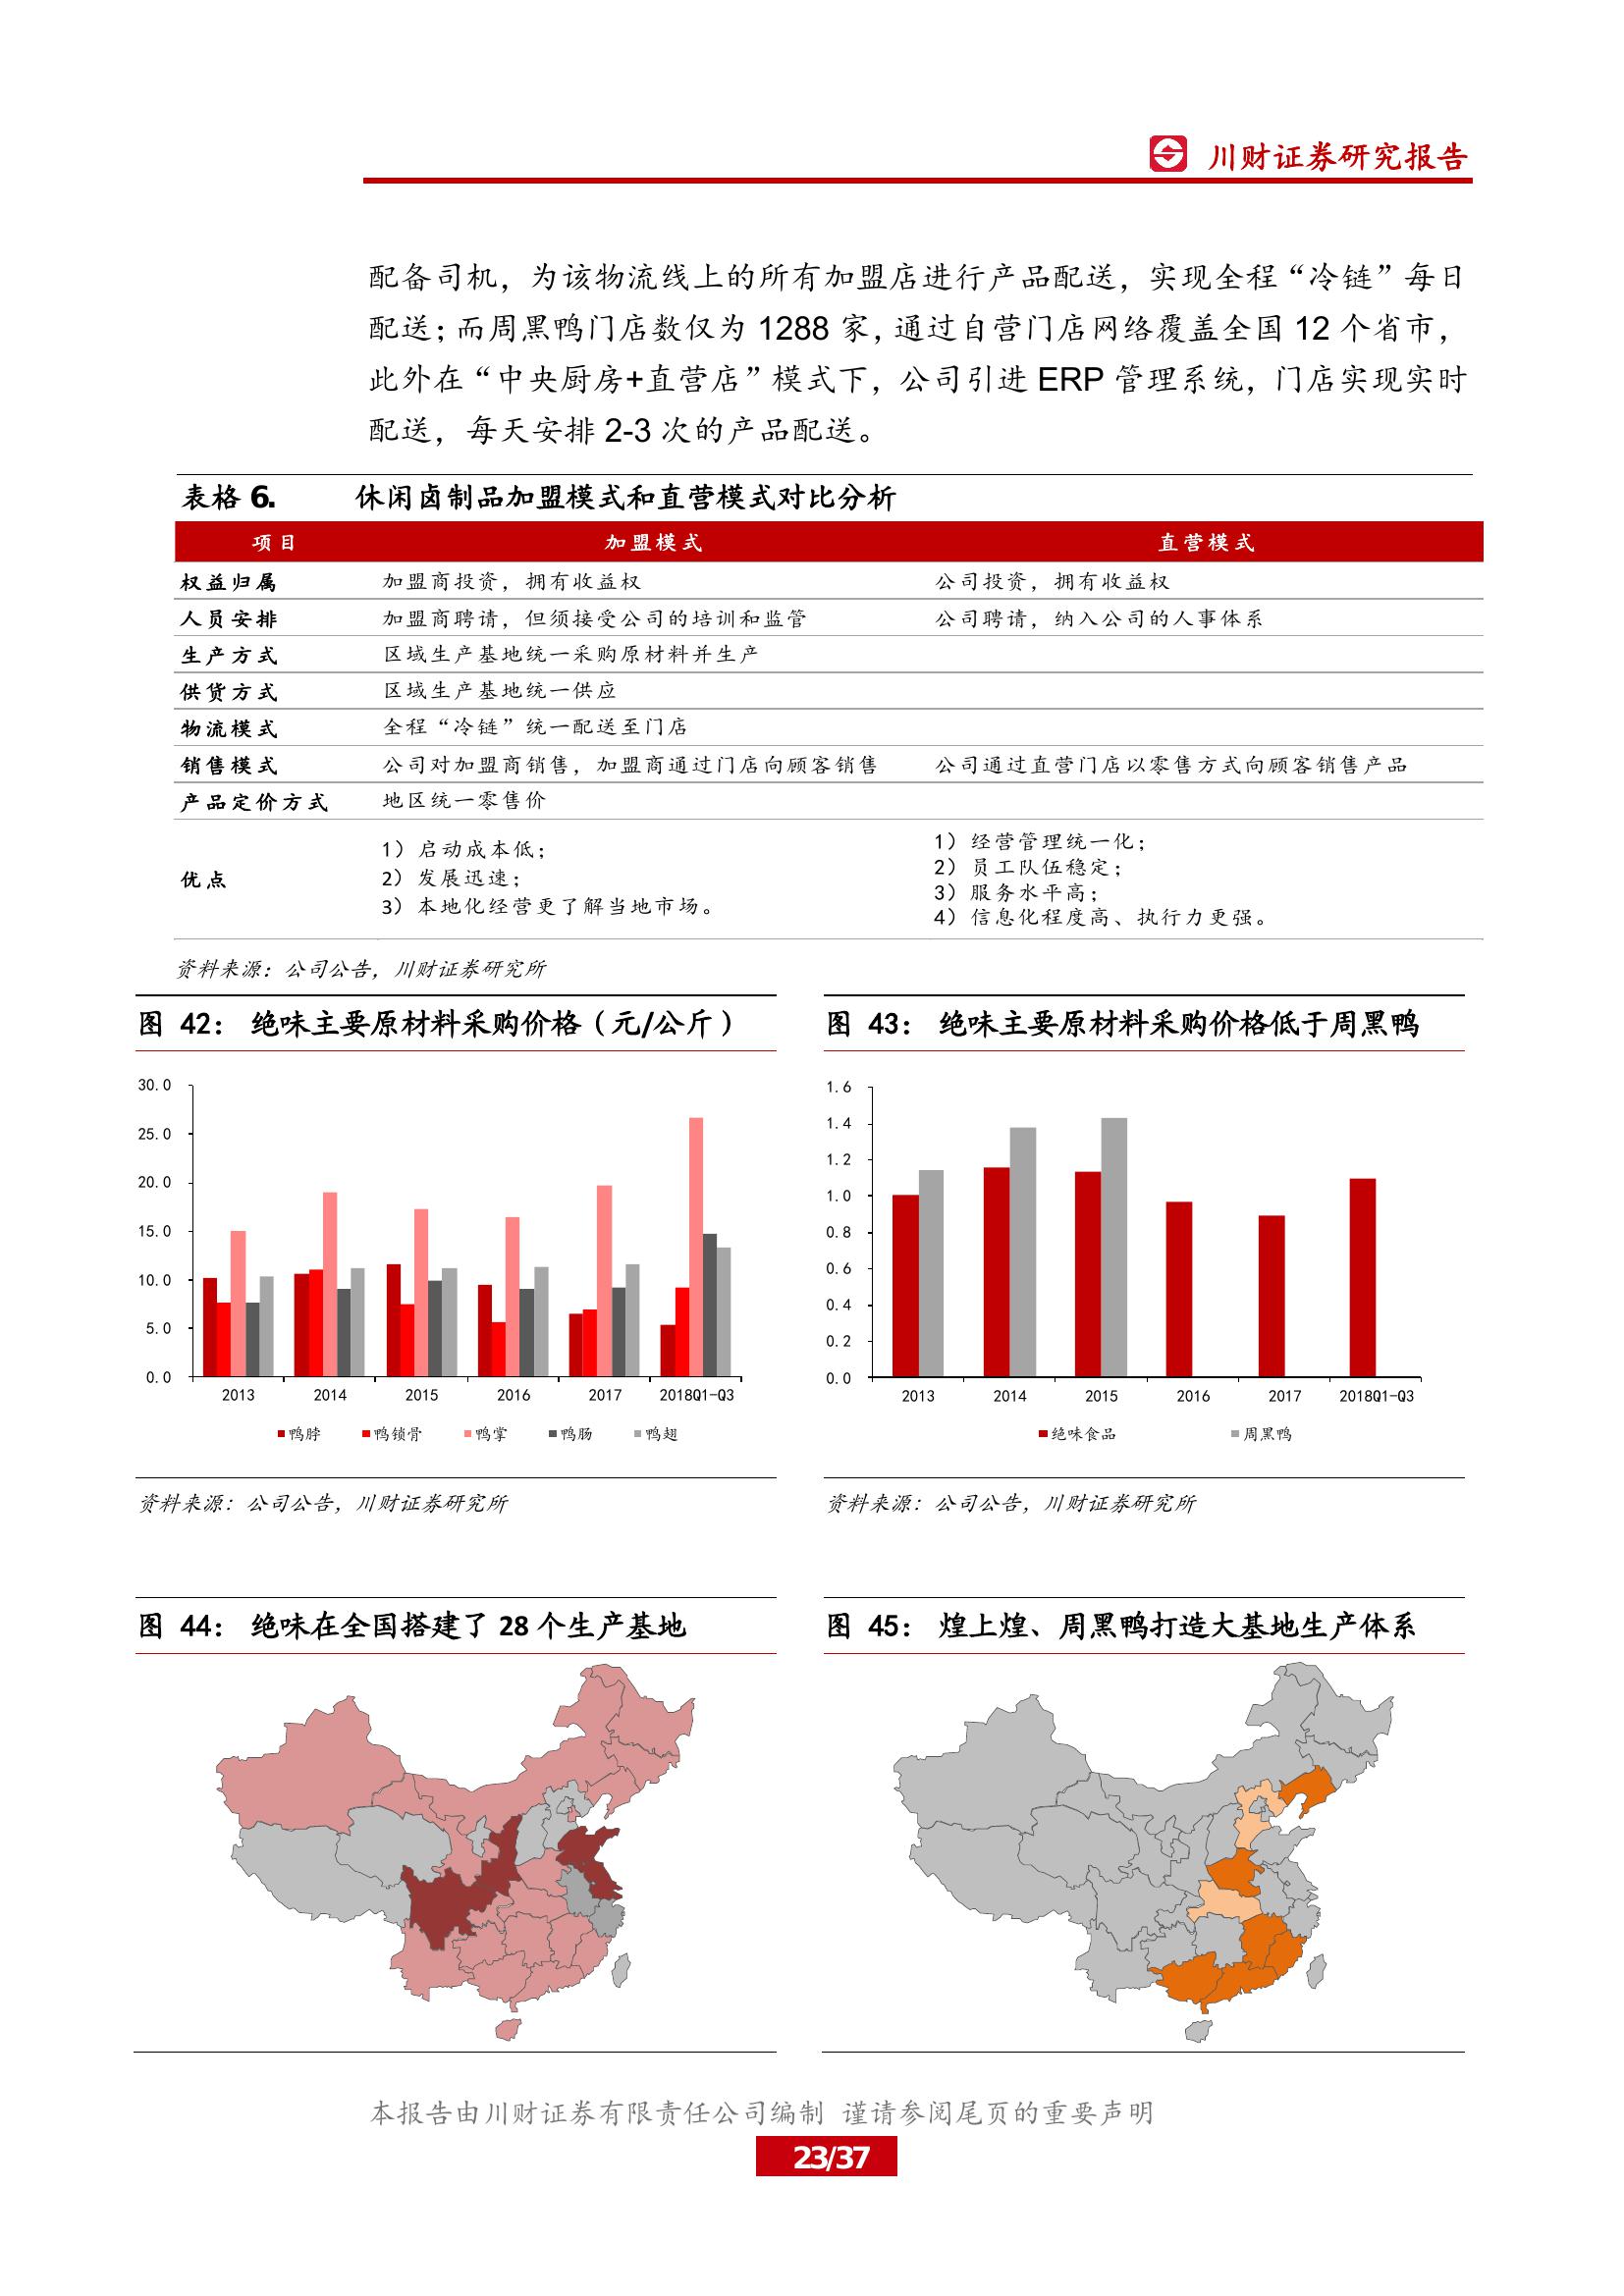 川财证券研究报告
配备司机，为该物流线上的所有加盟店进行产品配送，实现全程“冷链”每日
配送；而周黑鸭门店数仅为 1288 家，通过自营门店网络覆盖全国 12 个省市，
此外在“中央厨房+直营店”模式下，公司引进 ERP 管理系统，门店实现实时
配送，每天安排 2-3 次的产品配送。
表格 6. 休闲卤制品加盟模式和直营模式对比分析
项目 加盟模式 直营模式
权益归属 加盟商投资，拥有收益权 公司投资，拥有收益权
人员安排 加盟商聘请，但须接受公司的培训和监管 公司聘请，纳入公司的人事体系
生产方式 区域生产基地统一采购原材料并生产
供货方式 区域生产基地统一供应
物流模式 全程“冷链”统一配送至门店
销售模式 公司对加盟商销售，加盟商通过门店向顾客销售 公司通过直营门店以零售方式向顾客销售产品
产品定价方式 地区统一零售价
优点
1）启动成本低；
2）发展迅速；
3）本地化经营更了解当地市场。
1）经营管理统一化；
2）员工队伍稳定；
3）服务水平高；
4）信息化程度高、执行力更强。
资料来源：公司公告，川财证券研究所
图 42： 绝味主要原材料采购价格（元/公斤）
30.0
25.0
20.0
15.0
10.0
5.0
0.0
2013 2014 2015 2016 2017 2018Q1-Q3
鸭脖 鸭锁骨 鸭掌 鸭肠 鸭翅
资料来源：公司公告，川财证券研究所
图 43： 绝味主要原材料采购价格低于周黑鸭
1.6
1.4
1.2
1.0
0.8
0.6
0.4
0.2
0.0
2013 2014 2015 2016 2017 2018Q1-Q3
绝味食品 周黑鸭
资料来源：公司公告，川财证券研究所
图 44： 绝味在全国搭建了 28 个生产基地
图 45： 煌上煌、周黑鸭打造大基地生产体系
本报告由川财证券有限责任公司编制 谨请参阅尾页的重要声明
23/37